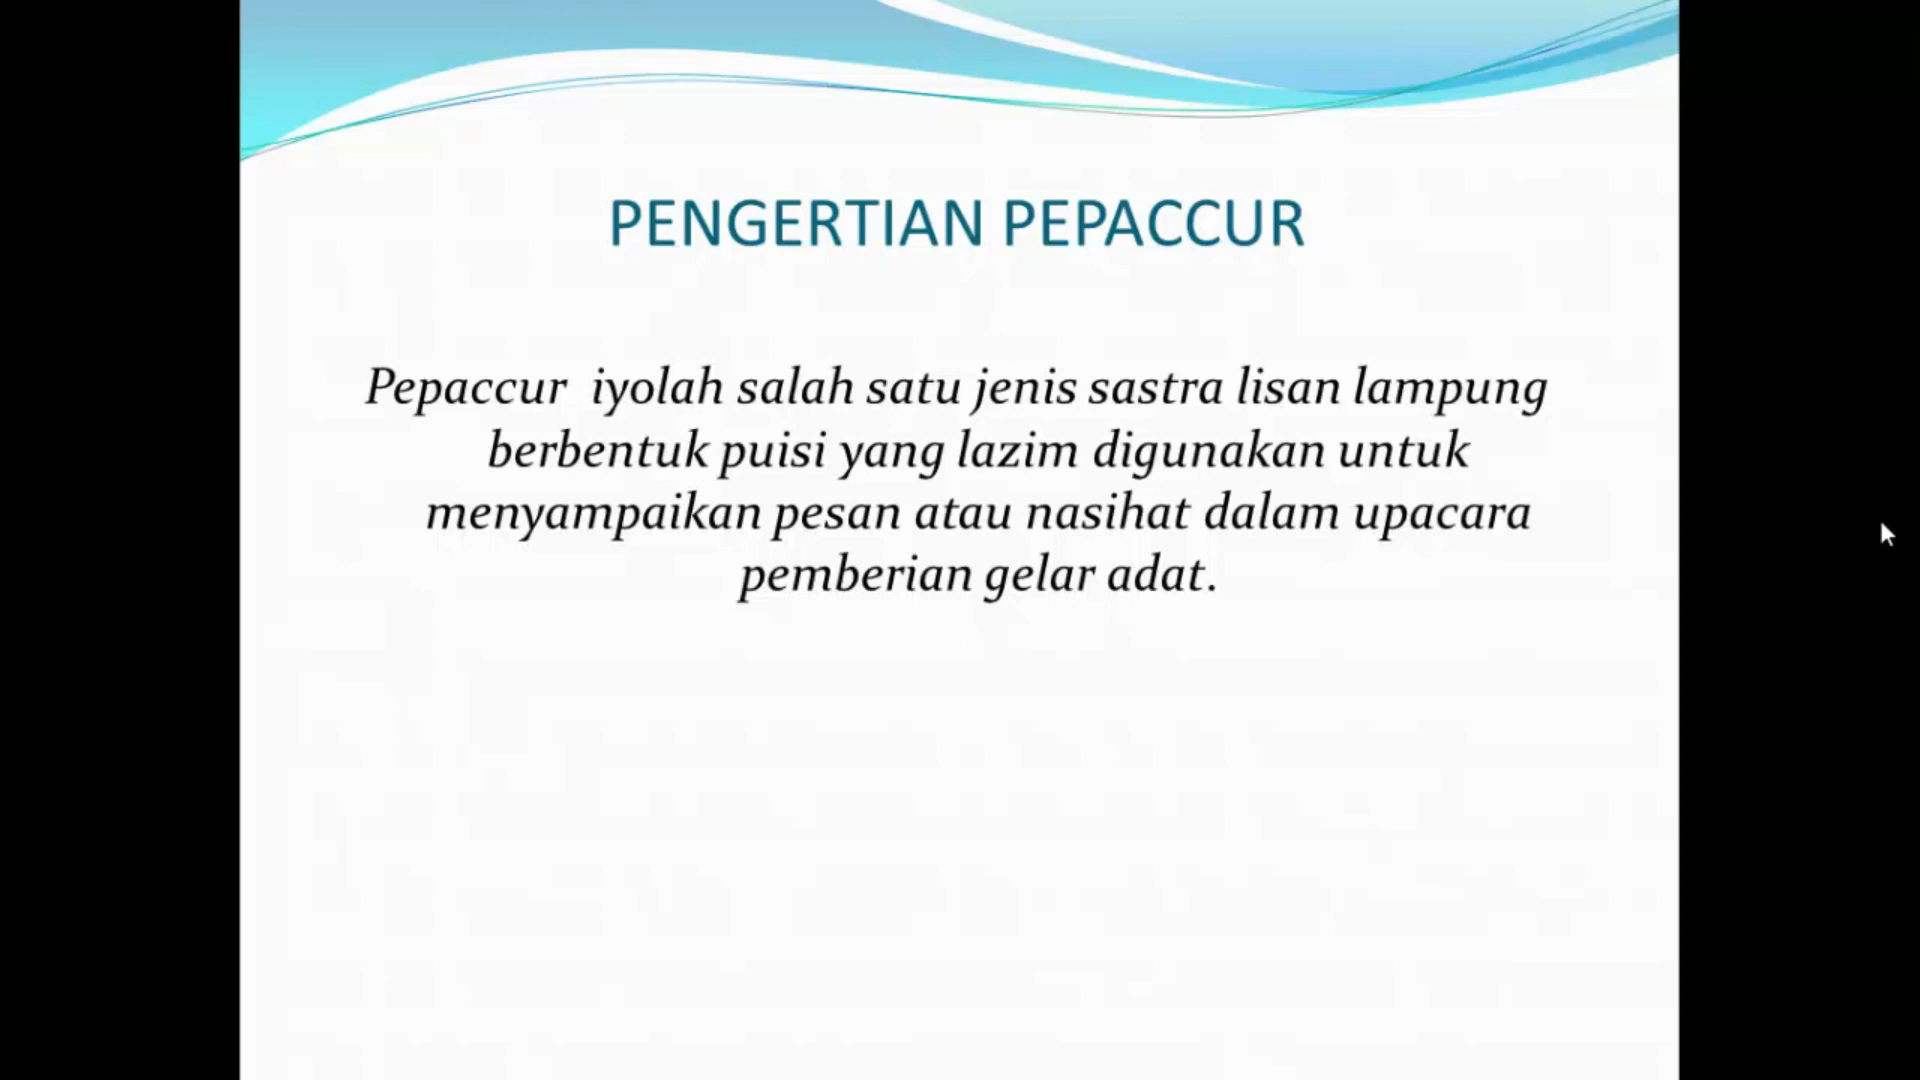 PENGERTIAN PEPACCUR
Pepaccur iyolah salah satu jenis sastra lisan lampung
berbentuk puisi yang lazim digunakan untuk
menyampaikan pesan atau nasihat dalam upacara
pemberian gelar adat.